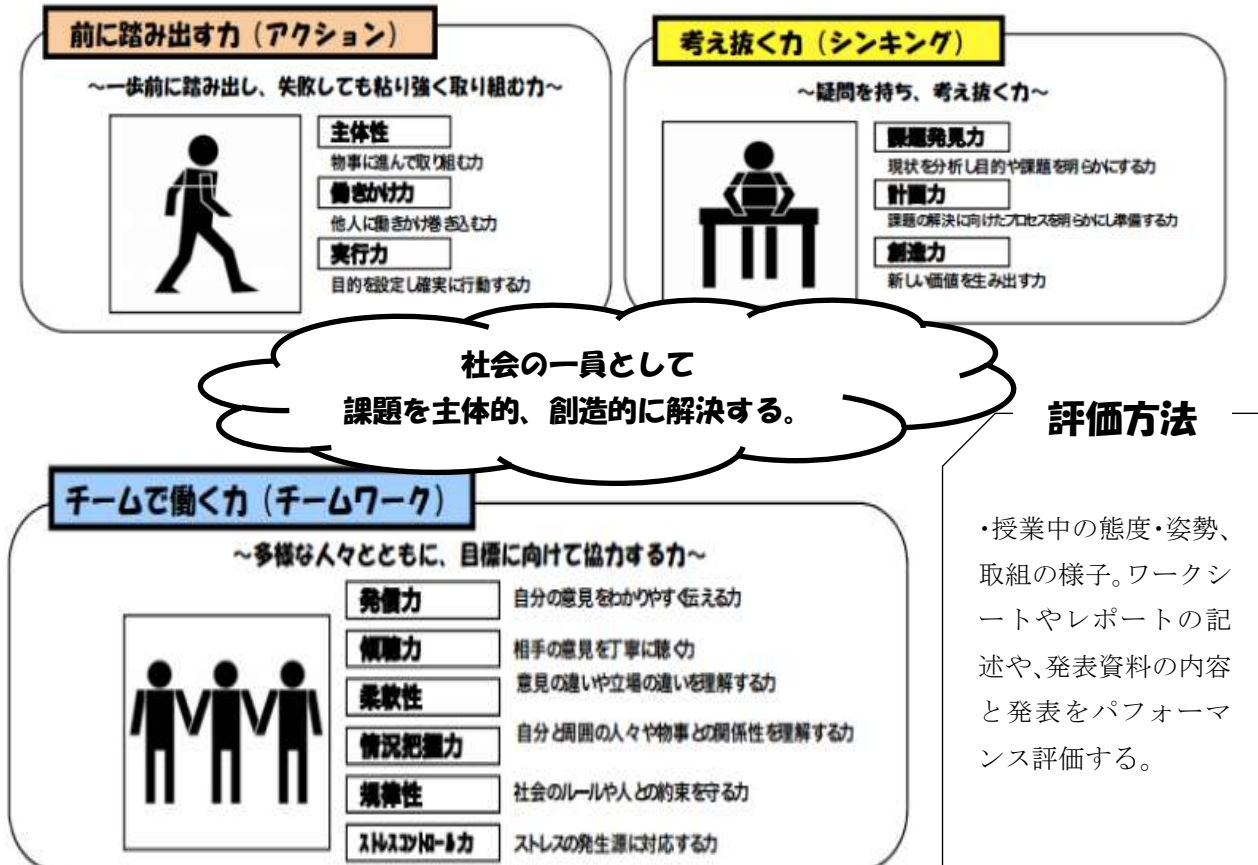 前に踏み出す力（アクション）
～一歩前に踏み出し、失敗しても粘り強く取り組む力～
主体性
物事に進んで取り組む力
働きかけ力
他人に働きかけ巻き込む力
実行力
目的を設定し確実に行動する力
考え抜く力（シンキング）
～疑問を持ち、考え抜く力～
課題発見力
現状を分析し目的や課題を明らかにする力
計画力
課題の解決に向けたプロセスを明らかにし準備する力
創造力
新しい価値を生み出す力
社会の一員として
課題を主体的、創造的に解決する。
チームで働く力（チームワーク）
～多様な人々とともに、目標に向けて協力する力～
発信力
自分の意見をわかりやすく伝える力
傾聴力
相手の意見を丁寧に聴く力
柔軟性
意見の違いや立場の違いを理解する力
情況把握力
自分と周囲の人々や物事との関係性を理解する力
規律性
社会のルールや人との約束を守る力
ストレスコントロール力
ストレスの発生源に対応する力
評価方法
・授業中の態度・姿勢、
取組の様子。ワークシ
ートやレポートの記
述や、発表資料の内容
と発表をパフォーマ
ンス評価する。